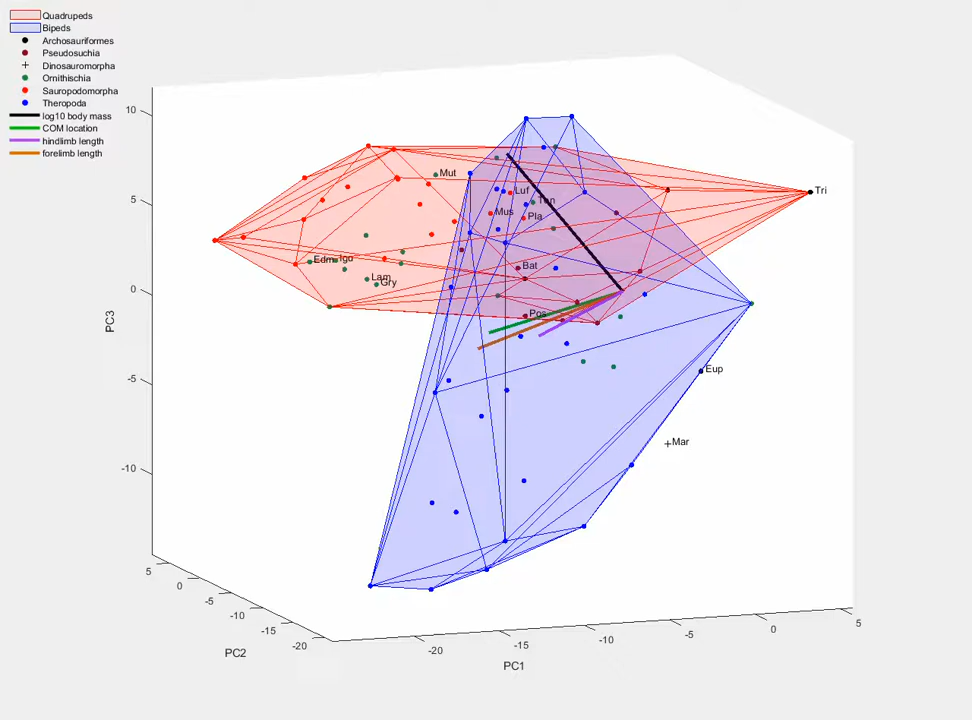 Quadrupeds
Bipeds
Archosauriformes
Pseudosuchia
Dinosauromorpha
Ornithischia
Sauropodomorpha
Theropoda
log10 body mass
COM location
hindlimb length
forelimb length
10
5
0
-5
-10
PC3
Mut
Luf
Tri
Mus
Pla
Edm
Igu
Bat
Lam
Gry
Pos
Eup
Mar
5
0
-5
-10
-15
-20
PC2
-20
-15
-10
-5
0
5
PC1